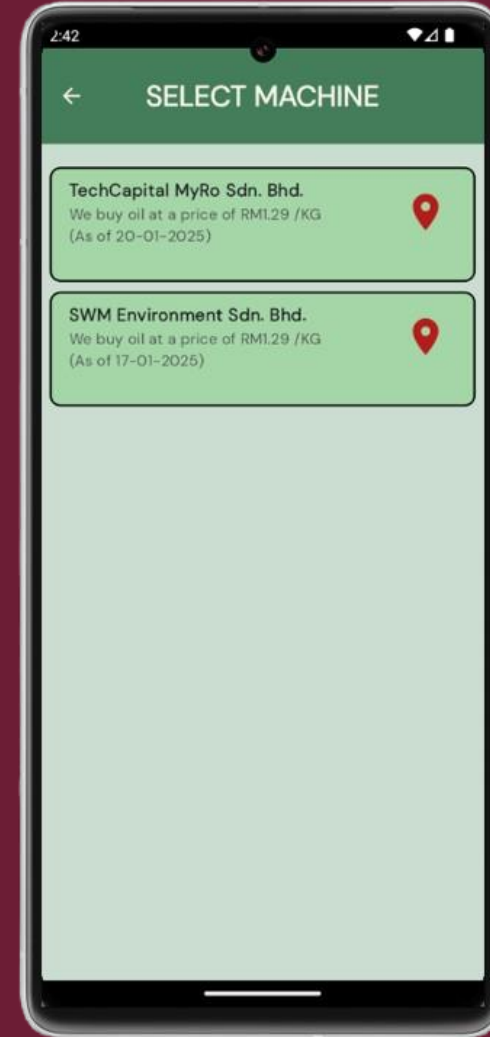 2:42
SELECT MACHINE
TechCapital MyRo Sdn. Bhd.
We buy oil at a price of RM1.29 /KG
(As of 20-01-2025)
SWM Environment Sdn. Bhd.
We buy oil at a price of RM1.29 /KG
(As of 17-01-2025)